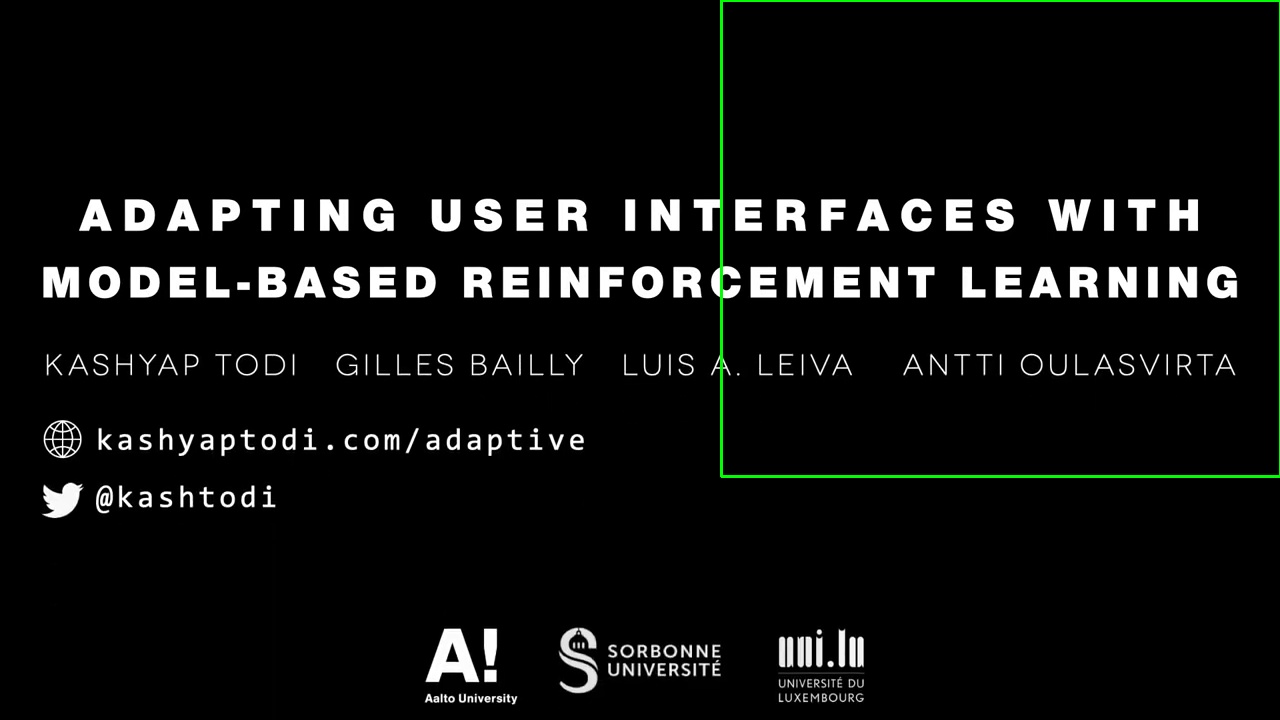 ADAPTING USER INTERFACES WITH
MODEL-BASED REINFORCEMENT LEARNING
KASHYAP TODI GILLES BAILLY LUIS A. LEIVA ANTTI OULASVIRTA
kashyaptodi.com/adaptive
@kashtodi
A!
Aalto University
S
SORBONNE
UNIVERSITÉ
uni.lu
UNIVERSITÉ DU
LUXEMBOURG